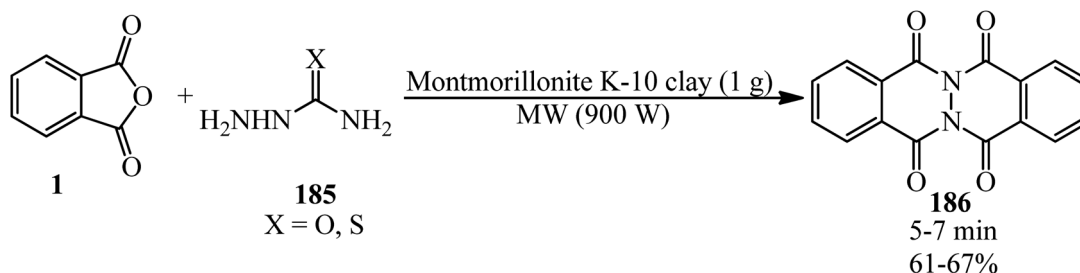 O
O
O
1
+
X
H₂NHN
NH₂
185
X = O, S
Montmorillonite K-10 clay (1 g)
MW (900 W)
O
O
N
N
O
O
186
5-7 min
61-67%